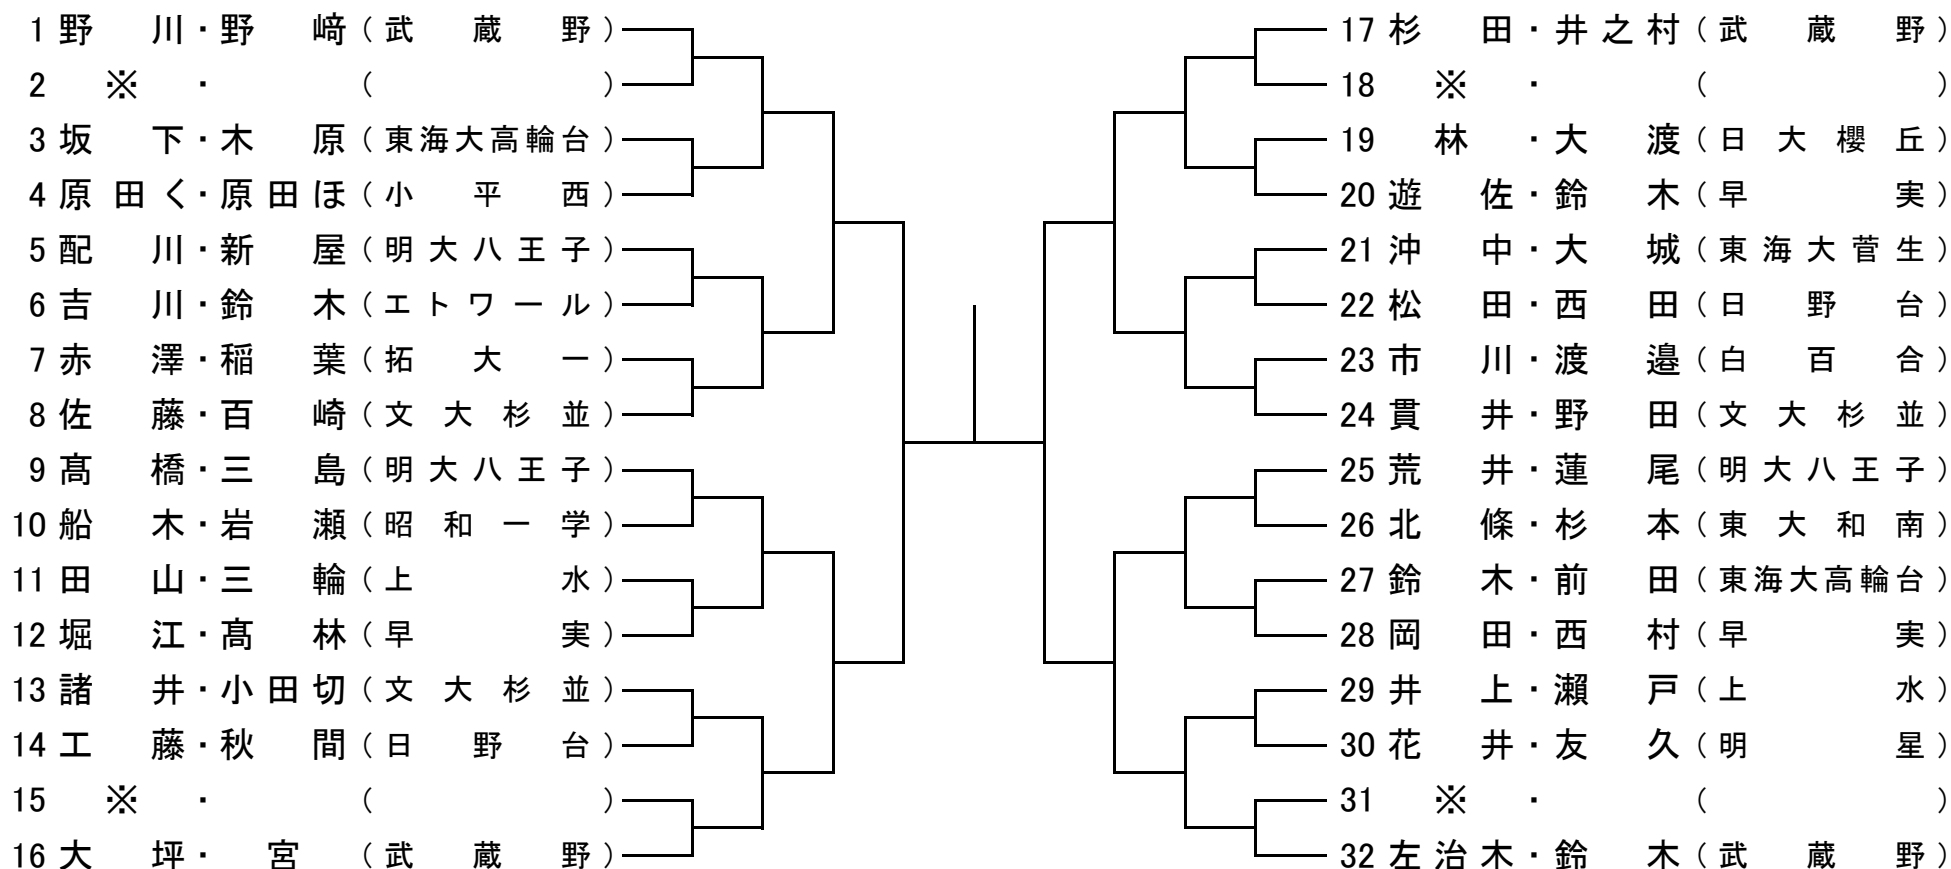 1 野川・野﨑（武蔵野）
2 ※・（）
3 坂下・木原（東海大高輪台）
4 原田く・原田ほ（小平西）
5 配川・新屋（明大八王子）
6 吉川・鈴木（エトワール）
7 赤澤・稲葉（拓大一）
8 佐藤・百崎（文大杉並）
9 髙橋・三島（明大八王子）
10 船木・岩瀬（昭和一学）
11 田山・三輪（上水）
12 堀江・髙林（早実）
13 諸井・小田切（文大杉並）
14 工藤・秋間（日野台）
15 ※・（）
16 大坪・宮（武蔵野）
17 杉田・井之村（武蔵野）
18 ※・（）
19 林・大渡（日大櫻丘）
20 遊佐・鈴木（早実）
21 沖中・大城（東海大菅生）
22 松田・西田（日野台）
23 市川・渡邉（白百合）
24 貫井・野田（文大杉並）
25 荒井・蓮尾（明大八王子）
26 北條・杉本（東大和南）
27 鈴木・前田（東海大高輪台）
28 岡田・西村（早実）
29 井上・瀬戸（上水）
30 花井・友久（明星）
31 ※・（）
32 左治木・鈴木（武蔵野）